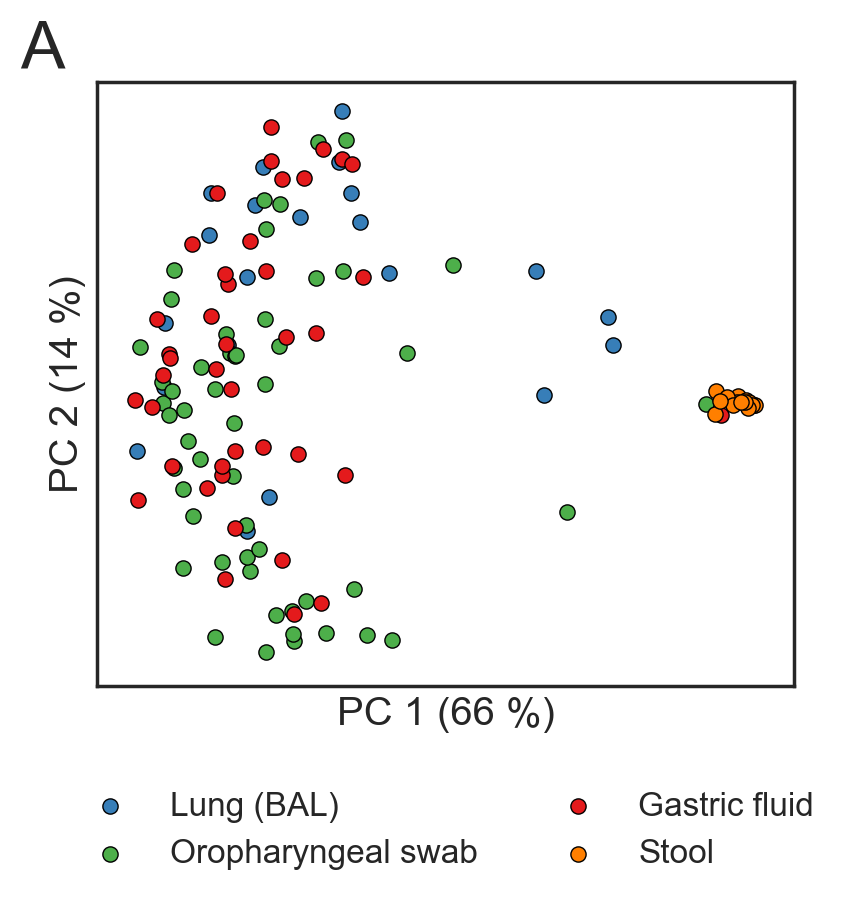 A
PC 2 (14 %)
PC 1 (66 %)
Lung (BAL)
Gastric fluid
Oropharyngeal swab
Stool